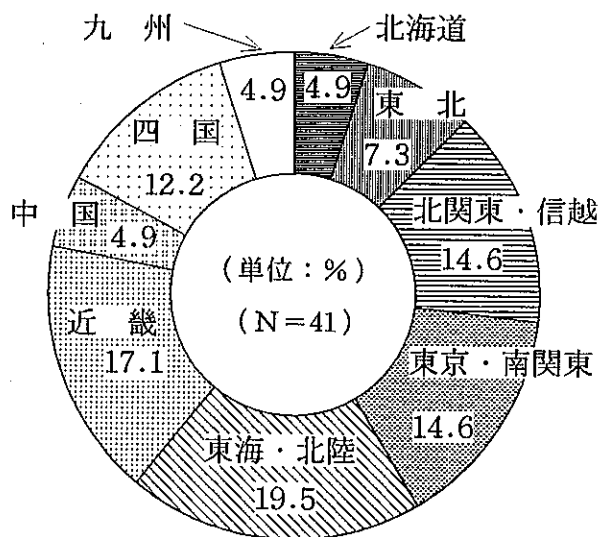 九 州
北海道
4.9
東 北
7.3
北関東・信越
14.6
東京・南関東
14.6
東海・北陸
19.5
近 畿
17.1
中 国
4.9
四 国
12.2
4.9
(単位:%)
(N=41)